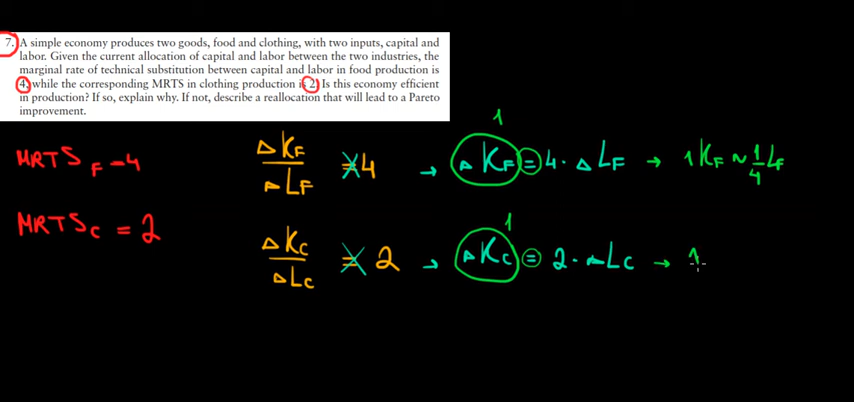 7. A simple economy produces two goods, food and clothing, with two inputs, capital and
labor. Given the current allocation of capital and labor between the two industries, the
marginal rate of technical substitution between capital and labor in food production is
4, while the corresponding MRTS in clothing production is 2. Is this economy efficient
in production? If so, explain why. If not, describe a reallocation that will lead to a Pareto
improvement.
1
MRTS F = 4 ΔKF/ΔLF = 4 → ΔKF = 4 · ΔLF → 1KF ~ 1/4 LF
1
MRTS C = 2 ΔKC/ΔLC = 2 → ΔKC = 2 · ΔLC → 1